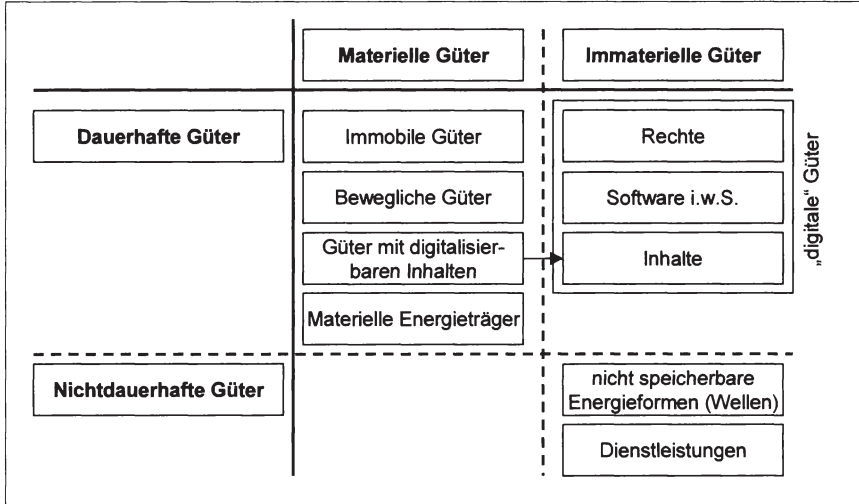 Materielle Güter
Immaterielle Güter
Dauerhafte Güter
Immobile Güter
Rechte
Bewegliche Güter
Software i.w.S.
Güter mit digitalisier-
baren Inhalten
Inhalte
Materielle Energieträger
„digitale“ Güter
Nichtdauerhafte Güter
nicht speicherbare
Energieformen (Wellen)
Dienstleistungen